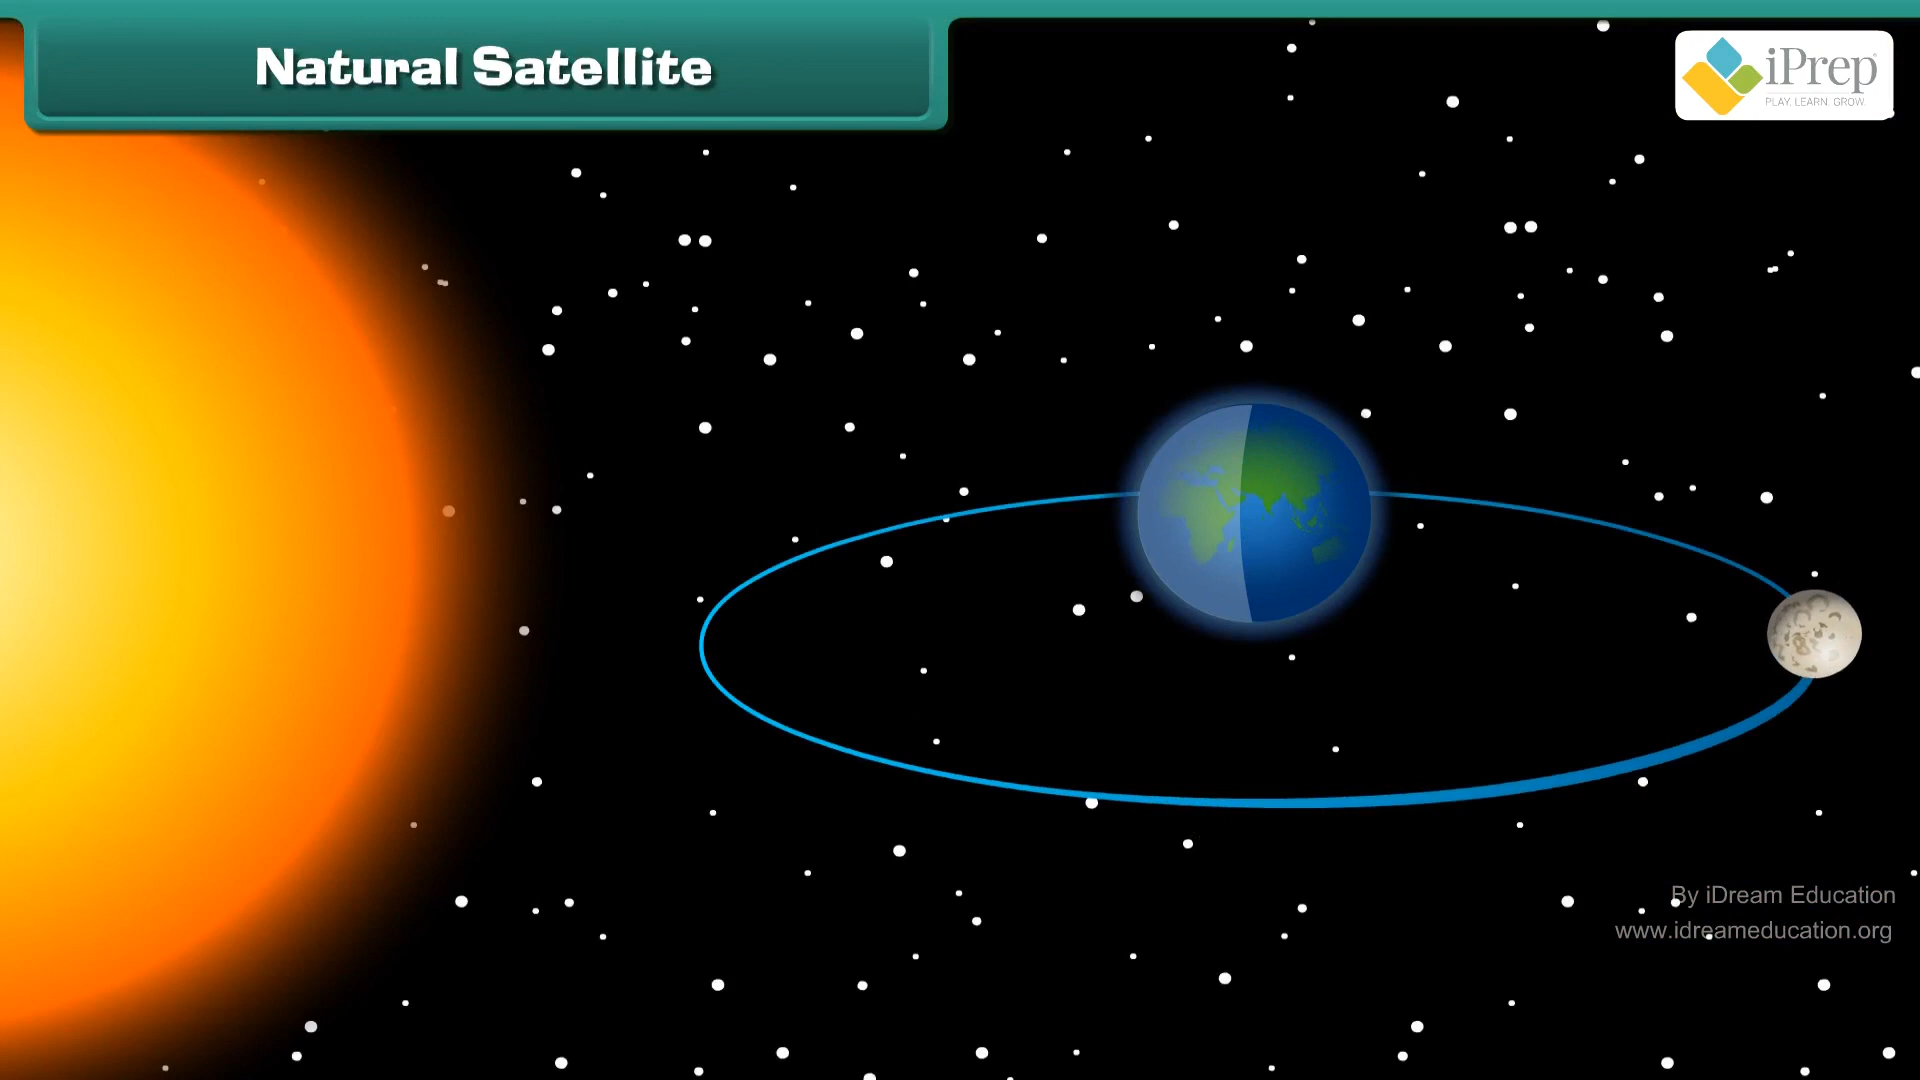 Natural Satellite
iPrep
PLAY. LEARN. GROW.
By iDream Education
www.idreameducation.org